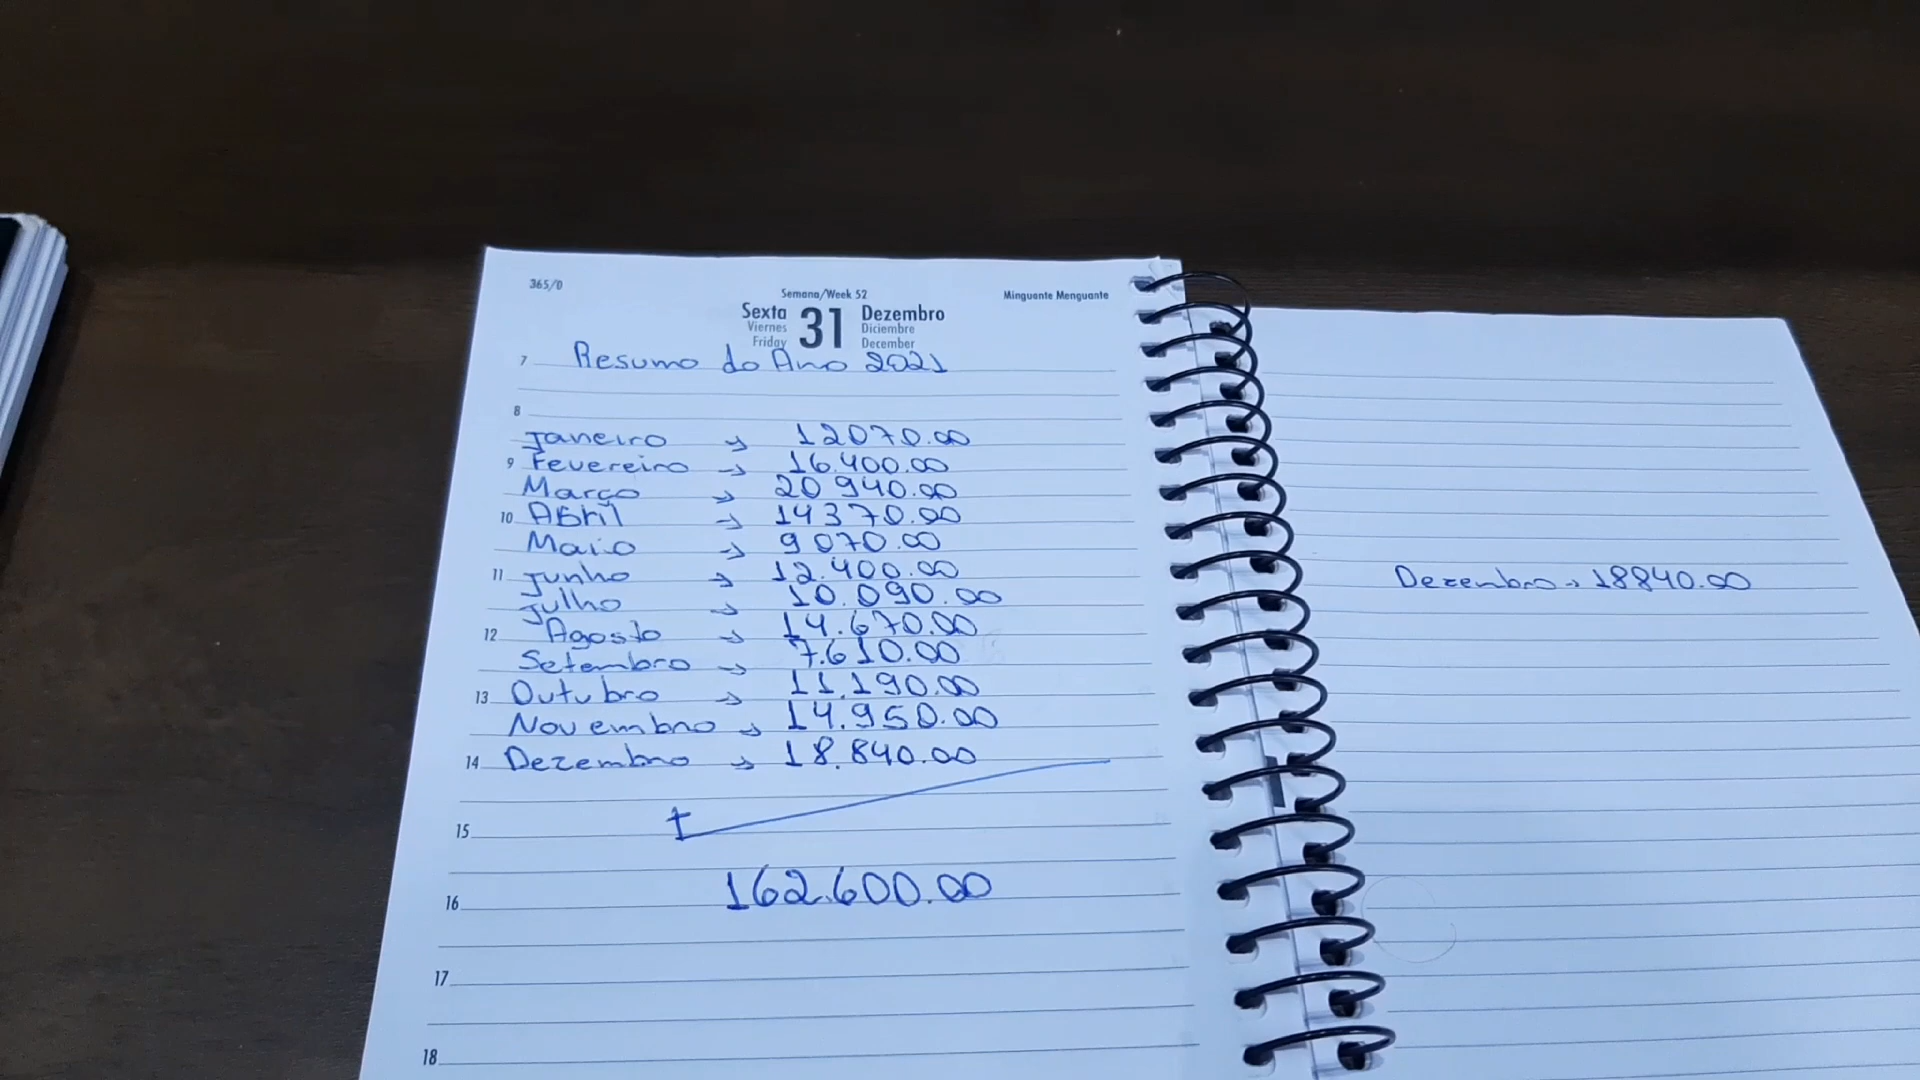 365/0
Semana/Week 52
Minguante Menguante
Sexta 31 Dezembro
Viernes Diciembre
Friday December
7 Resumo do Ano 2021
8
Janeiro → 12070.00
9 Fevereiro → 16.400.00
Março → 20 940.00
10 Abril → 14370.00
Maio → 9 070.00
11 Junho → 12.400.00
Julho → 10.090.00
12 Agosto → 14.670.00
Setembro → 7.610.00
13 Outubro → 11.190.00
Novembro → 14.950.00
14 Dezembro → 18.840.00
15
16 162.600.00
17
18
Dezembro → 18840.00